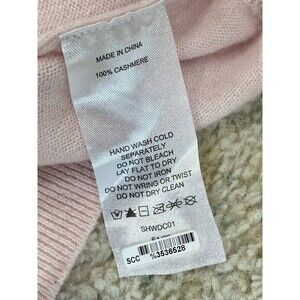 MADE IN CHINA
100% CASHMERE
HAND WASH COLD
SEPARATELY
DO NOT BLEACH
LAY FLAT TO DRY
DO NOT IRON
DO NOT WRING OR TWIST
DO NOT DRY CLEAN
SHWDC01
SCC %3536528